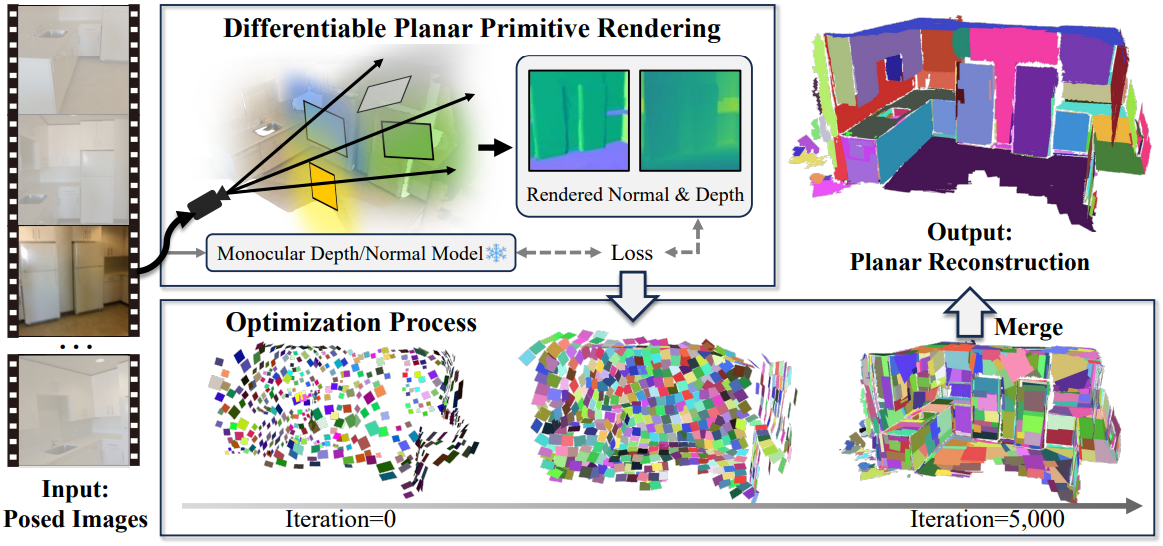 Differentiable Planar Primitive Rendering
Rendered Normal & Depth
Monocular Depth/Normal Model
Loss
Output:
Planar Reconstruction
Optimization Process
Merge
...
Input:
Posed Images
Iteration=0
Iteration=5,000